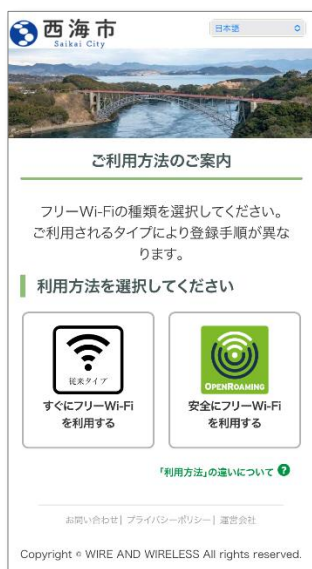 西海市
Saikai City
日本語
ご利用方法のご案内
フリーWi-Fiの種類を選択してください。
ご利用されるタイプにより登録手順が異な
ります。
利用方法を選択してください
従来タイプ
すぐにフリーWi-Fi
を利用する
OPENROAMING
安全にフリーWi-Fi
を利用する
「利用方法」の違いについて ?
お問い合わせ| プライバシーポリシー| 運営会社
Copyright © WIRE AND WIRELESS All rights reserved.